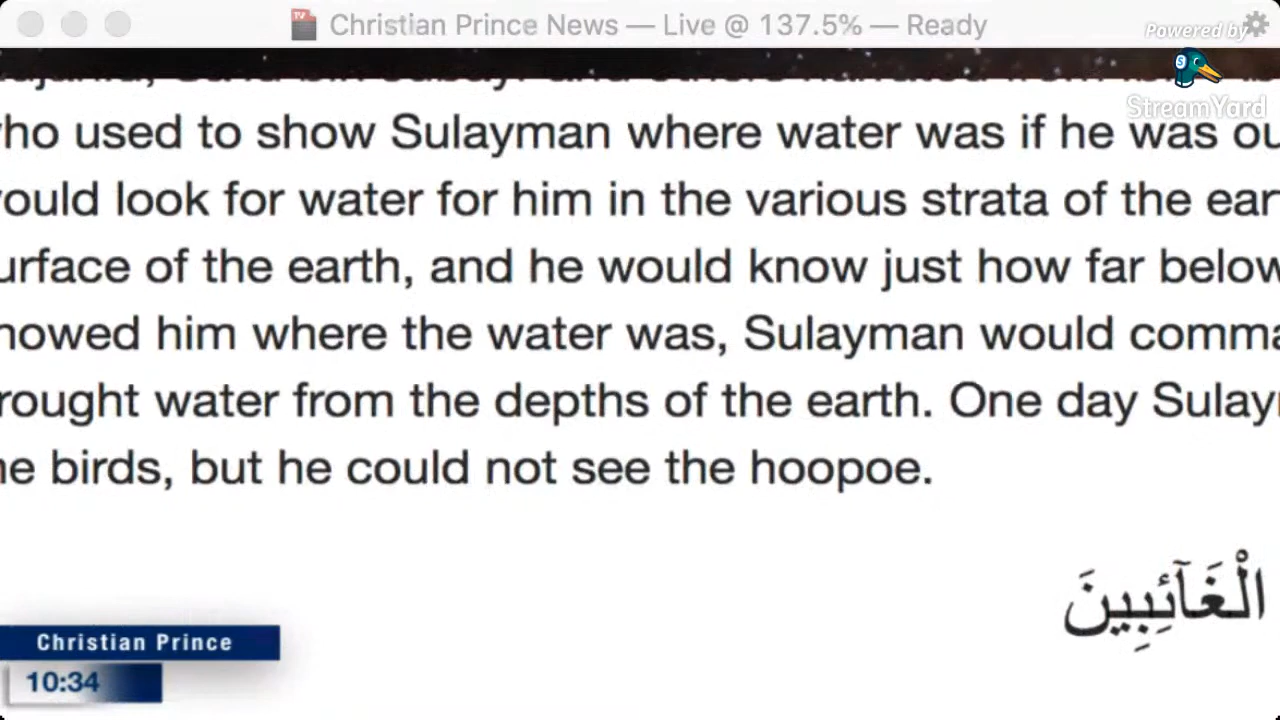 Christian Prince News — Live @ 137.5% — Ready
Powered by
StreamYard
who used to show Sulayman where water was if he was ou
would look for water for him in the various strata of the ear
urface of the earth, and he would know just how far below
howed him where the water was, Sulayman would comma
rought water from the depths of the earth. One day Sulaym
he birds, but he could not see the hoopoe.
الْغَآئِبِينَ
Christian Prince
10:34